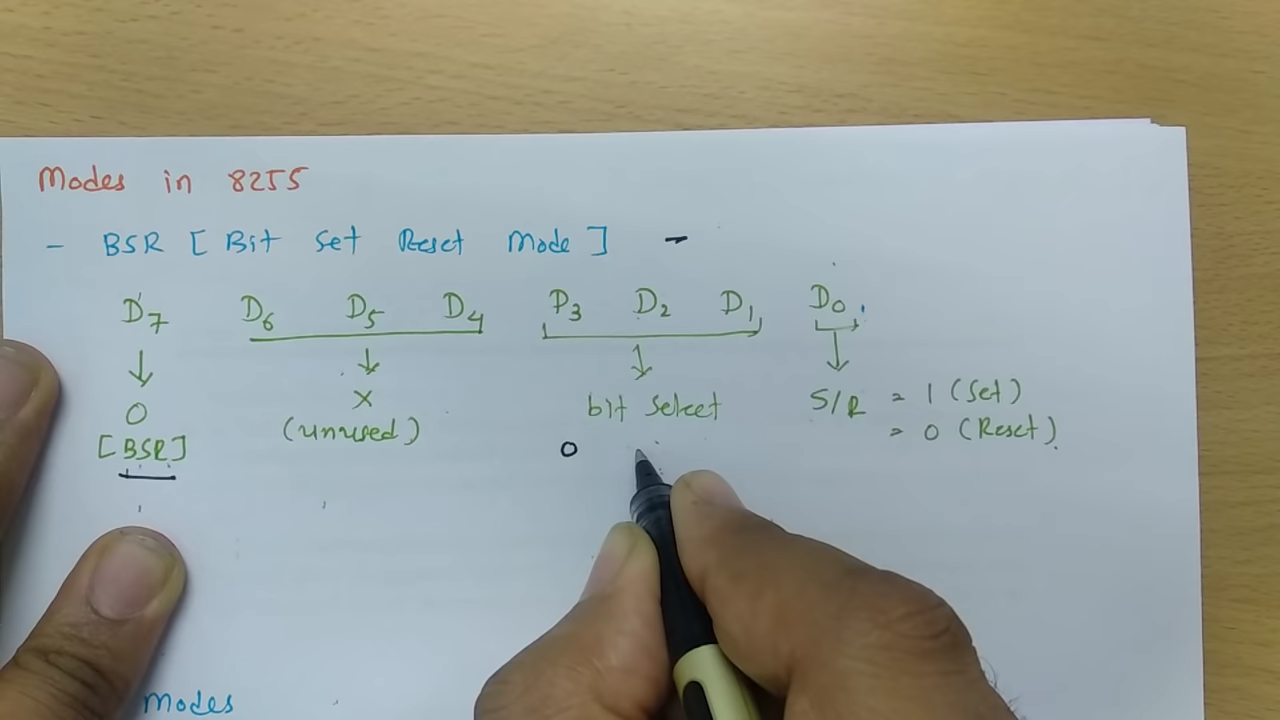 Modes in 8255
- BSR [ Bit Set Reset Mode ] -
D7 D6 D5 D4 D3 D2 D1 D0
↓ ↓ ↓ ↓
0 X bit select S/R = 1 (Set)
[BSR] (unused) = 0 (Reset)
0
Modes